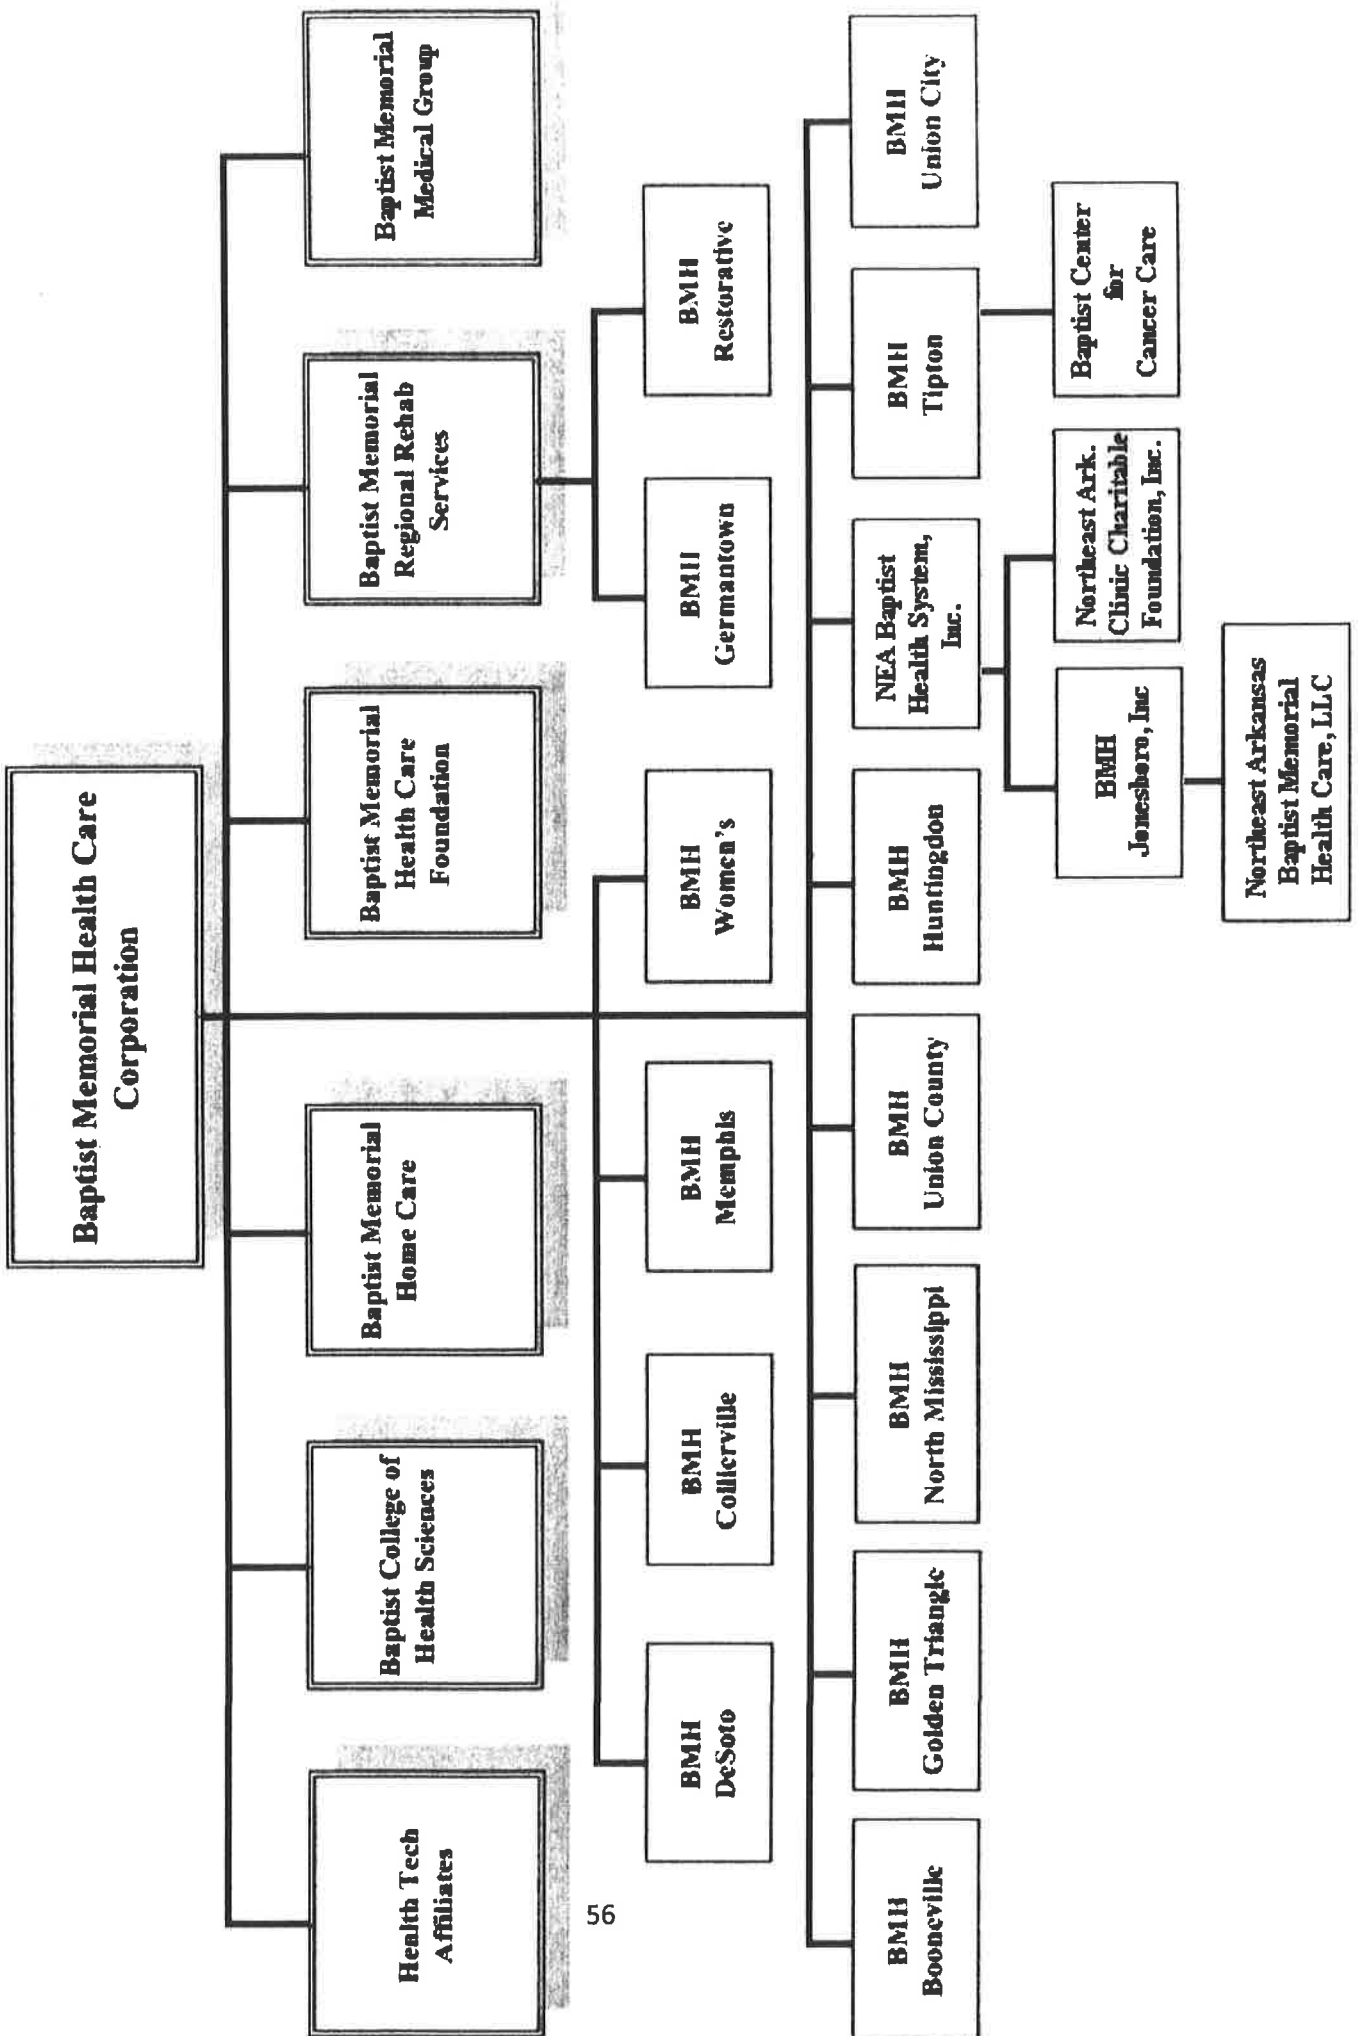 Baptist Memorial Health Care
Corporation
Health Tech
Affiliates
Baptist College of
Health Sciences
Baptist Memorial
Home Care
Baptist Memorial
Health Care
Foundation
Baptist Memorial
Regional Rehab
Services
Baptist Memorial
Medical Group
BMH
DeSoto
BMH
Collierville
BMH
Memphis
BMH
Women's
BMH
Germantown
BMH
Restorative
BMH
Booneville
BMH
Golden Triangle
BMH
North Mississippi
BMH
Union County
BMH
Huntingdon
NEA Baptist
Health System,
Inc.
BMH
Tipton
BMH
Union City
BMH
Jonesboro, Inc
Northeast Ark.
Clinic Charitable
Foundation, Inc.
Baptist Center
for
Cancer Care
Northeast Arkansas
Baptist Memorial
Health Care, LLC
56